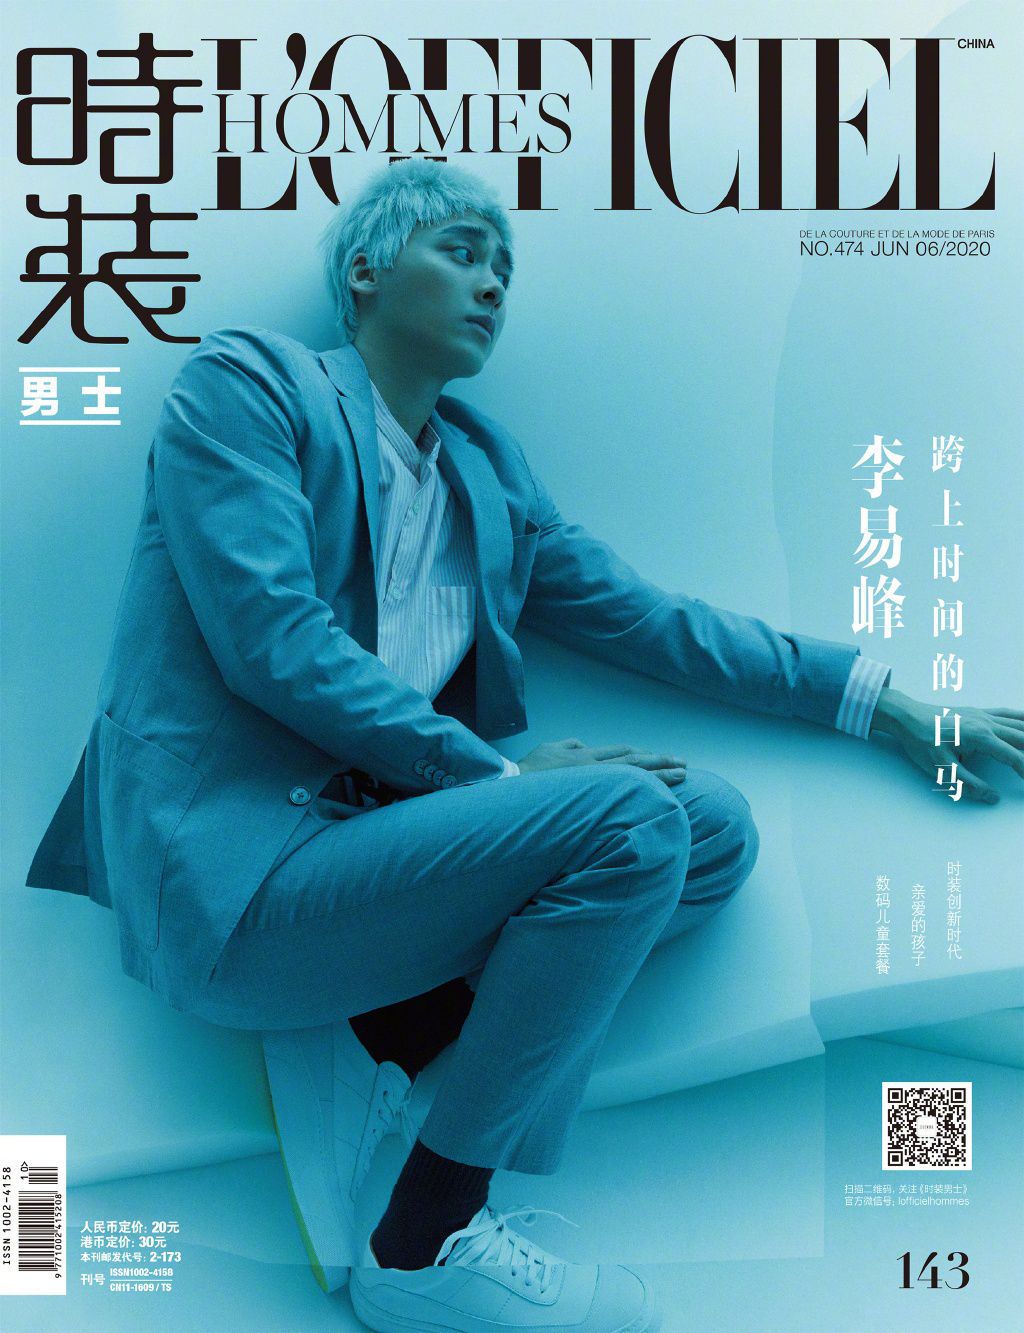 時裝
男士
L'OFFICIEL
HOMMES
CHINA
DE LA COUTURE ET DE LA MODE DE PARIS
NO.474 JUN 06/2020
跨上时间的白马
李易峰
时装创新时代
亲爱的孩子
数码儿童套餐
扫描二维码，关注《时装男士》
官方微信号：lofficielhommes
143
ISSN 1002-4158
10>
9 771002 415208
人民币定价：20元
港币定价：30元
本刊邮发代号：2-173
刊号
ISSN1002-4158
CN11-1609 / TS